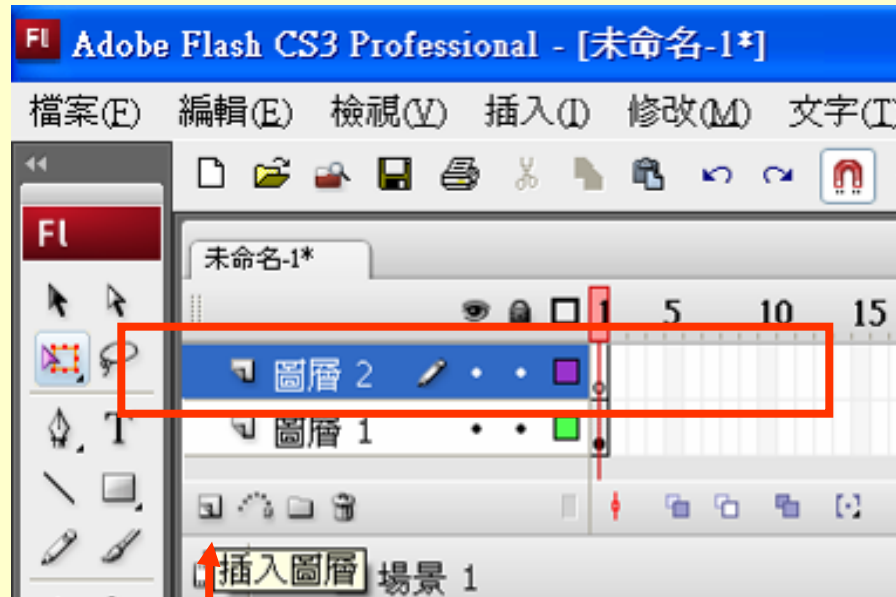 Fl Adobe Flash CS3 Professional - [未命名-1*]
檔案(F) 編輯(E) 檢視(V) 插入(I) 修改(M) 文字(T)
Fl
未命名-1*
1 5 10 15
圖層 2
圖層 1
T
插入圖層 場景 1